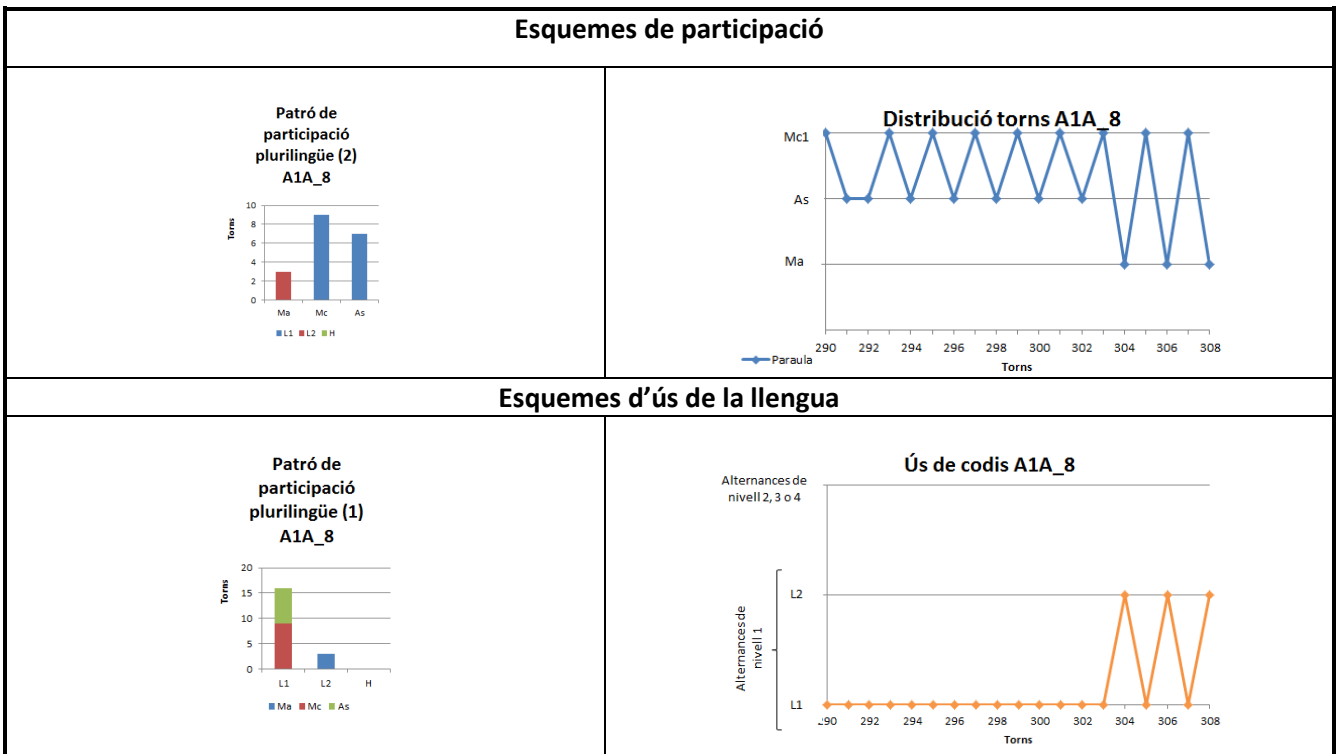 Esquemes de participació
Patró de
participació
plurilingüe (2)
A1A_8
10
8
6
4
2
0
Torns
Ma Mc As
L1 L2 H
Distribució torns A1A_8
Mc1
As
Ma
290 292 294 296 298 300 302 304 306 308
Paraula
Torns
Esquemes d'ús de la llengua
Patró de
participació
plurilingüe (1)
A1A_8
20
15
10
5
0
Torns
L1 L2 H
Ma Mc As
Ús de codis A1A_8
Alternances de
nivell 2, 3 o 4
L2
Alternances de
nivell 1
L1
290 292 294 296 298 300 302 304 306 308
Torns